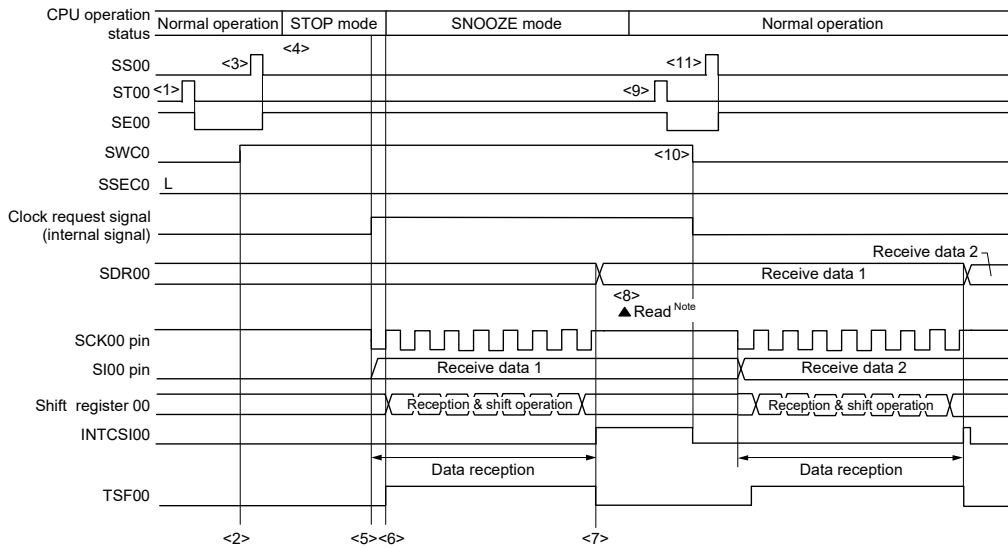 CPU operation status
Normal operation
STOP mode
SNOOZE mode
Normal operation
<4>
SS00
<3>
<11>
ST00
<1>
<9>
SE00
SWC0
<10>
SSEC0
L
Clock request signal
(internal signal)
Receive data 2
SDR00
Receive data 1
<8>
▲ Read Note
SCK00 pin
SI00 pin
Receive data 1
Receive data 2
Shift register 00
Reception & shift operation
Reception & shift operation
INTCSI00
Data reception
Data reception
TSF00
<2>
<5>
<6>
<7>